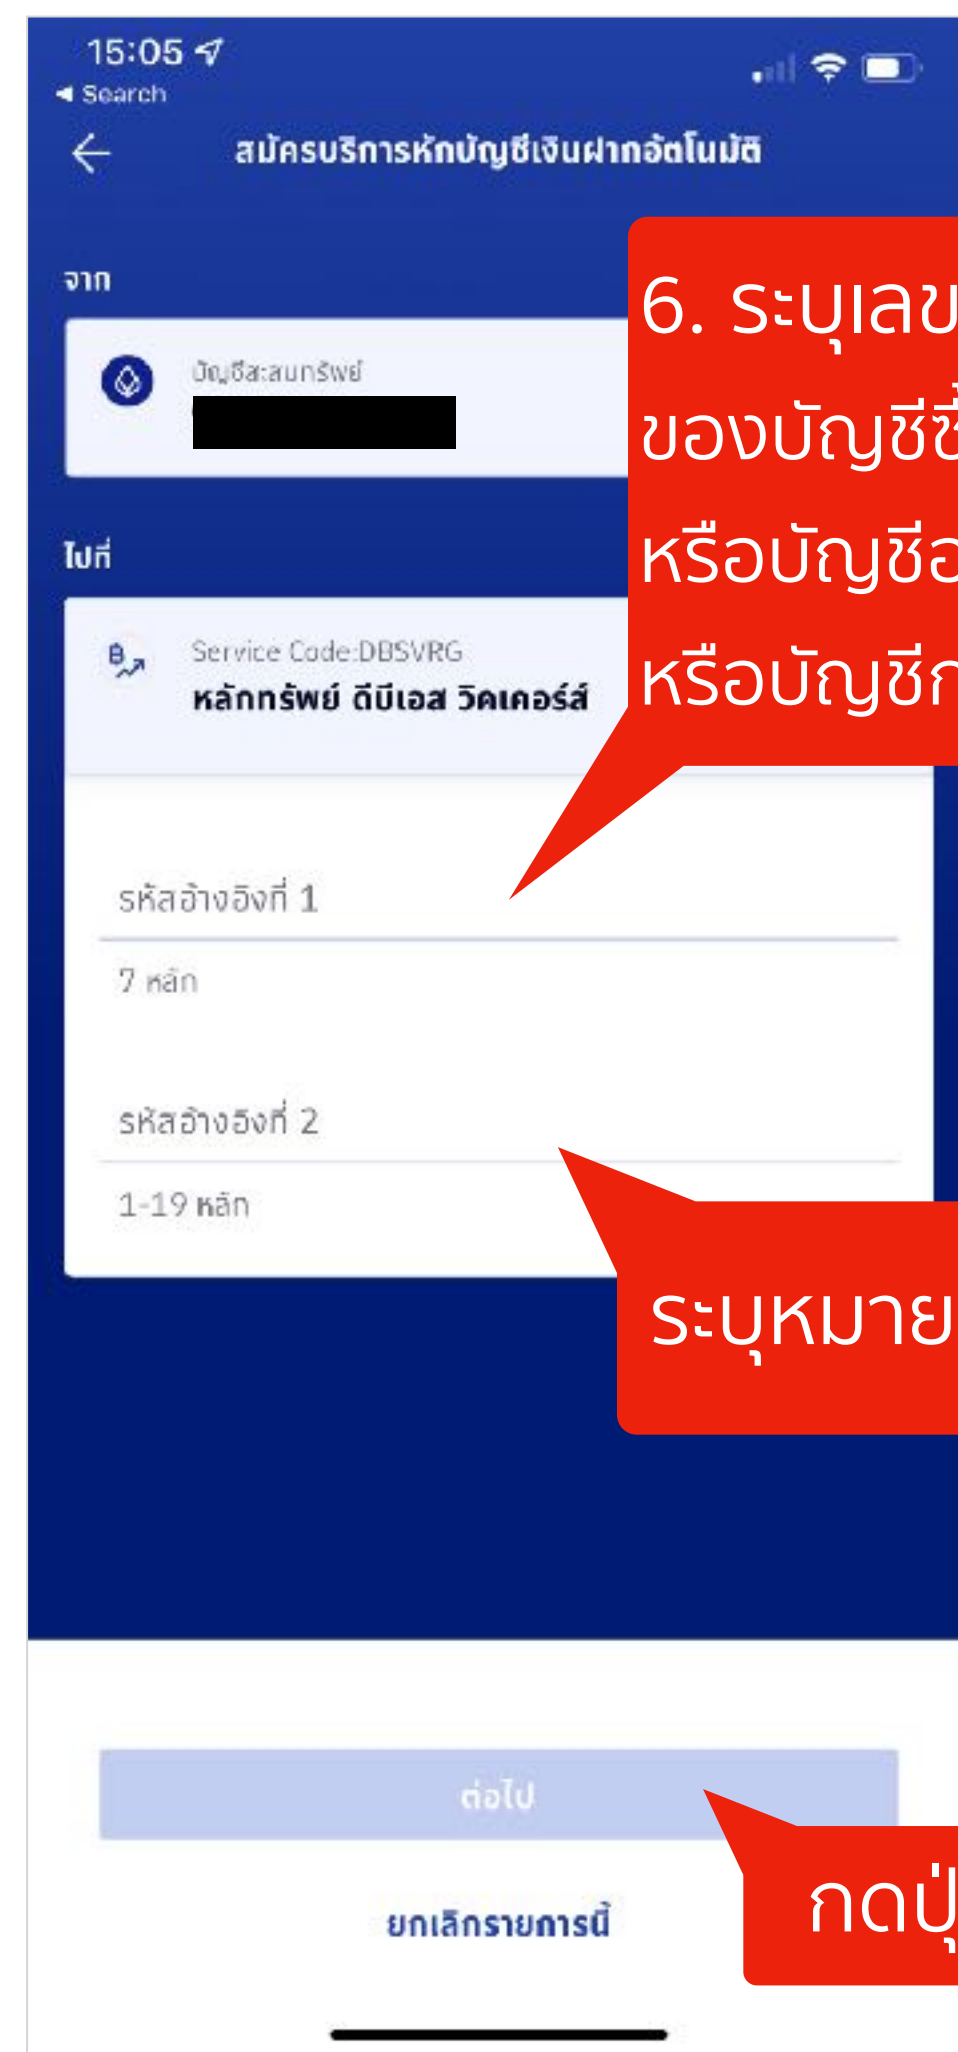 15:05
◀ Search
สมัครบริการหักบัญชีเงินฝากอัตโนมัติ
จาก
บัญชีสะสมทรัพย์
ไปที่
Service Code:DBSVRG
หลักทรัพย์ ดีบีเอส วิคเคอร์ส์
6. ระบุเลข
ของบัญชีซื้
หรือบัญชีอ
หรือบัญชีก
รหัสอ้างอิงที่ 1
7 หลัก
รหัสอ้างอิงที่ 2
1-19 หลัก
ระบุหมาย
ต่อไป
กดปุ่
ยกเลิกรายการนี้